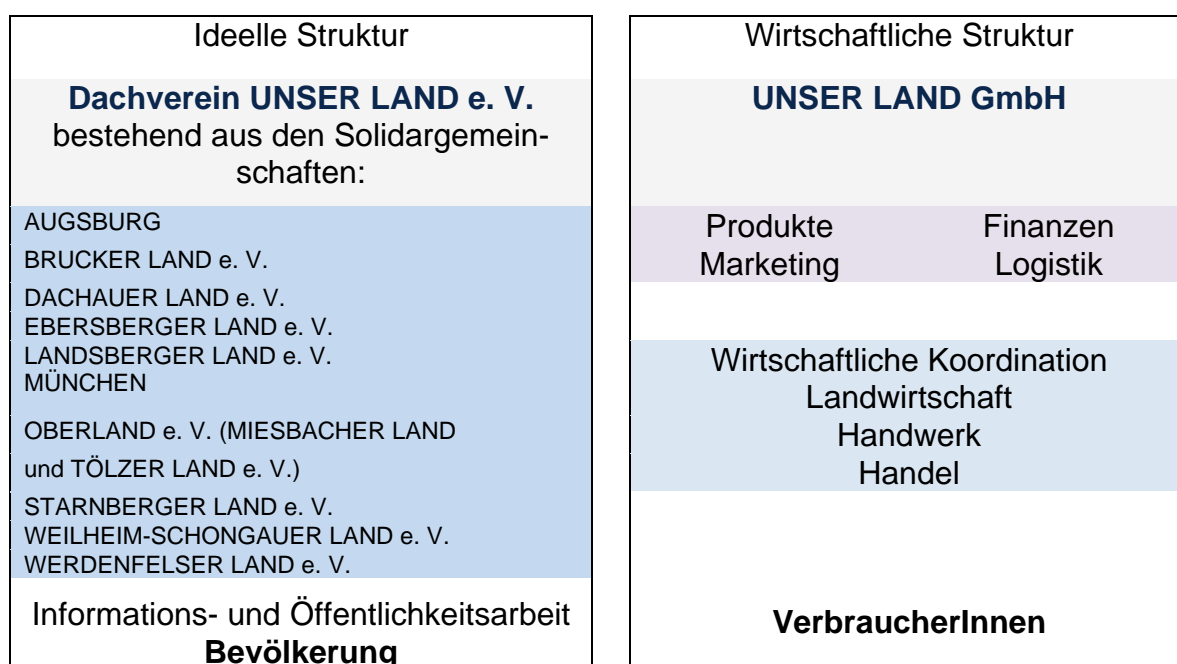 Ideelle Struktur
Dachverein UNSER LAND e. V.
bestehend aus den Solidargemein-
schaften:
AUGSBURG
BRUCKER LAND e. V.
DACHAUER LAND e. V.
EBERSBERGER LAND e. V.
LANDSBERGER LAND e. V.
MÜNCHEN
OBERLAND e. V. (MIESBACHER LAND
und TÖLZER LAND e. V.)
STARNBERGER LAND e. V.
WEILHEIM-SCHONGAUER LAND e. V.
WERDENFELSER LAND e. V.
Informations- und Öffentlichkeitsarbeit
Bevölkerung
Wirtschaftliche Struktur
UNSER LAND GmbH
Produkte Finanzen
Marketing Logistik
Wirtschaftliche Koordination
Landwirtschaft
Handwerk
Handel
VerbraucherInnen